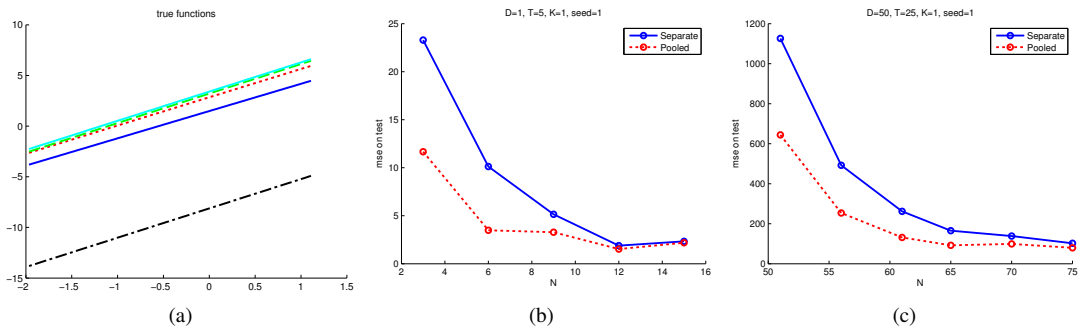 true functions
10
5
0
−5
−10
−15
−2 −1.5 −1 −0.5 0 0.5 1 1.5
(a)
D=1, T=5, K=1, seed=1
Separate
Pooled
mse on test
25
20
15
10
5
0
2 4 6 8 10 12 14 16
N
(b)
D=50, T=25, K=1, seed=1
Separate
Pooled
mse on test
1200
1000
800
600
400
200
0
50 55 60 65 70 75
N
(c)